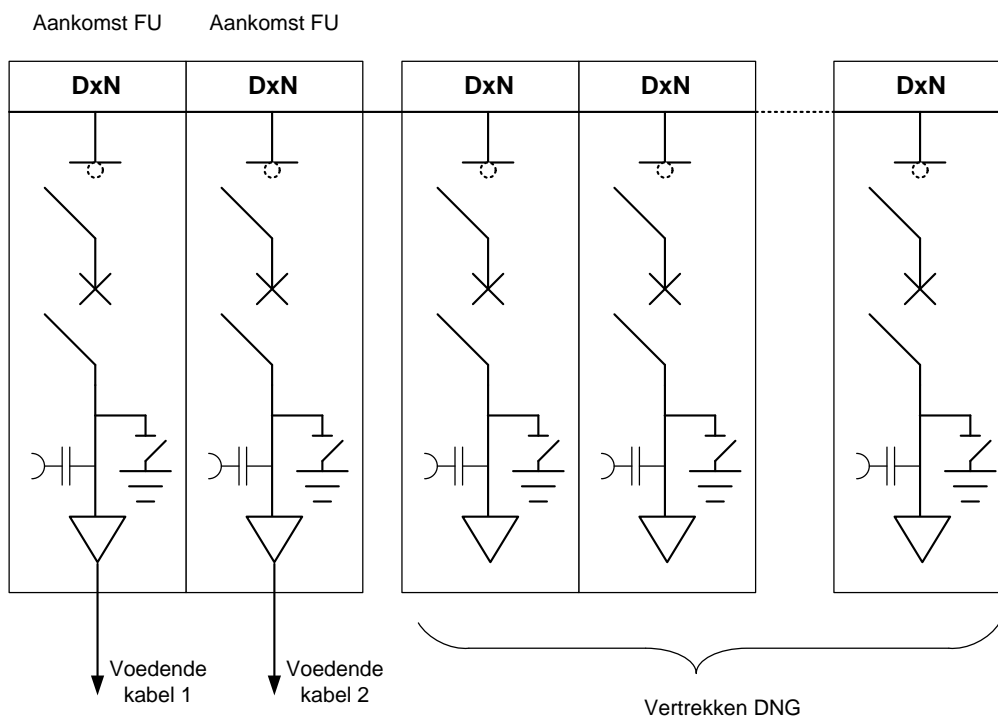 Aankomst FU
Aankomst FU
DxN
DxN
DxN
DxN
DxN
Voedende
kabel 1
Voedende
kabel 2
Vertrekken DNG